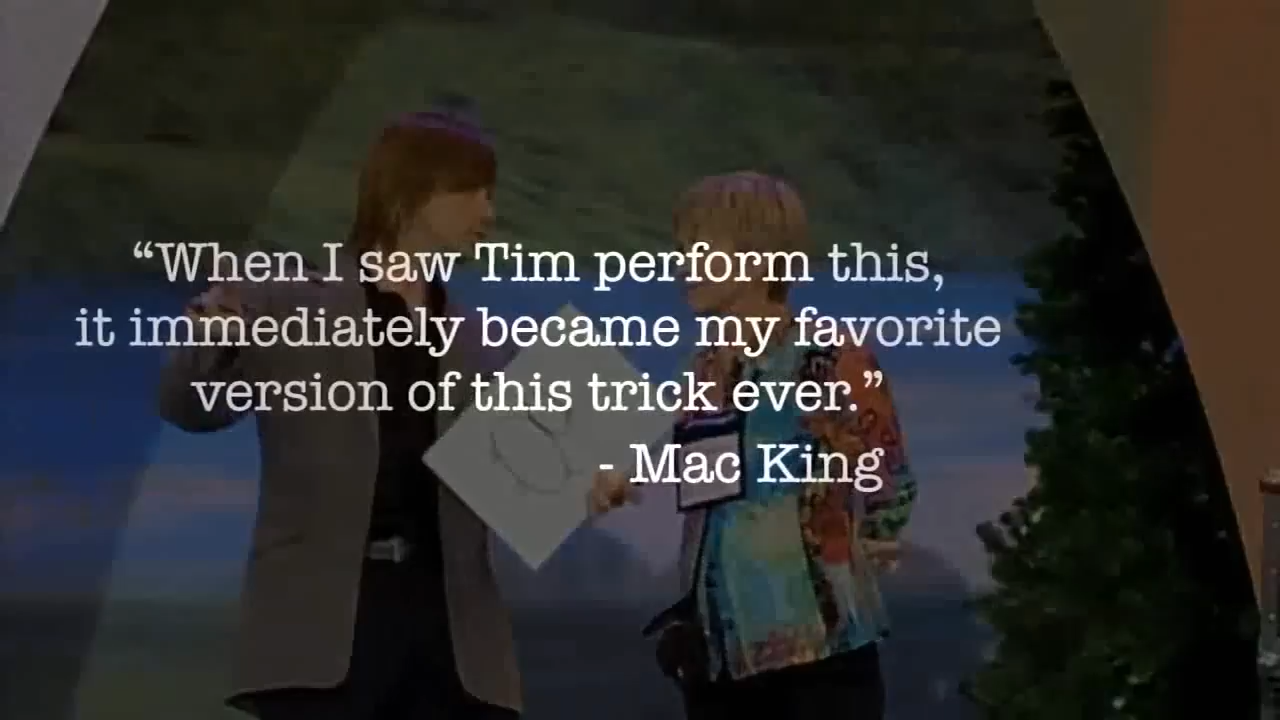 “When I saw Tim perform this,
it immediately became my favorite
version of this trick ever.”
- Mac King